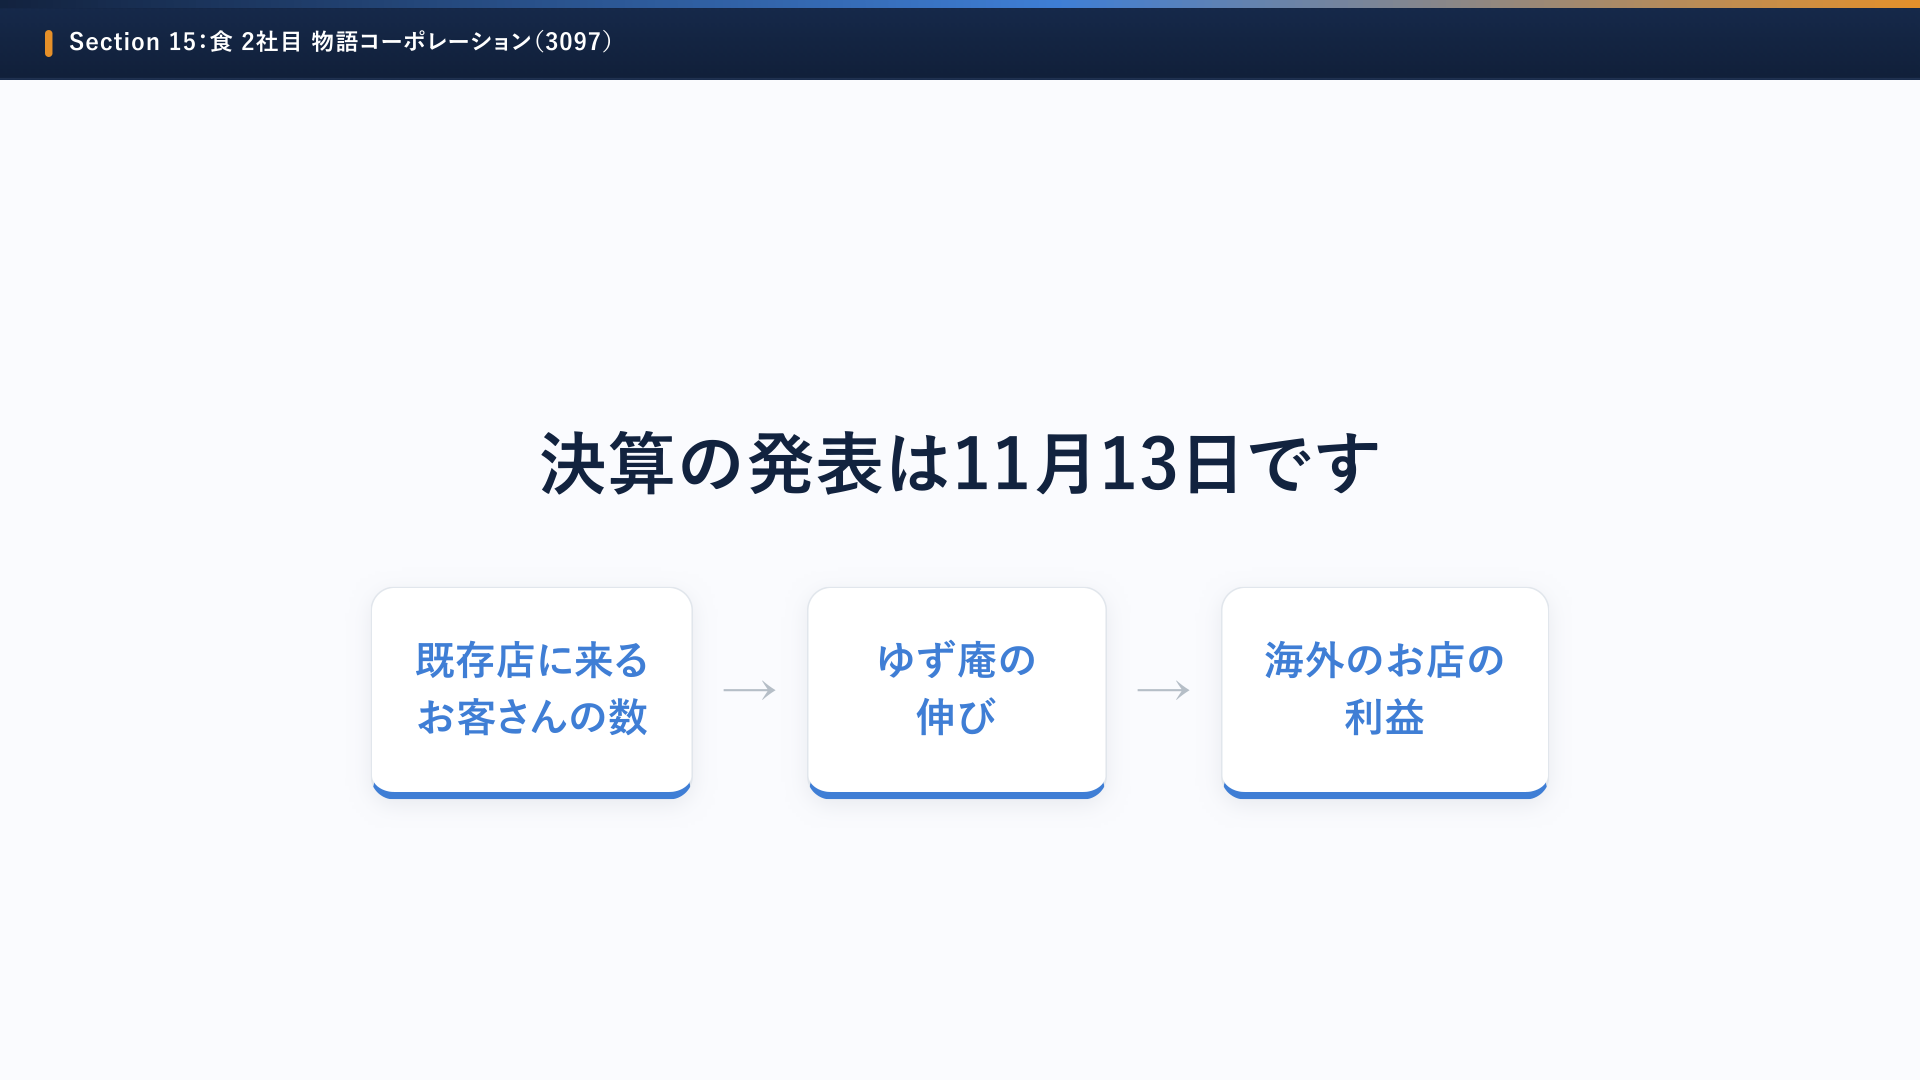 Section 15：食 2社目 物語コーポレーション（3097）
決算の発表は11月13日です
既存店に来る
お客さんの数
ゆず庵の
伸び
海外のお店の
利益